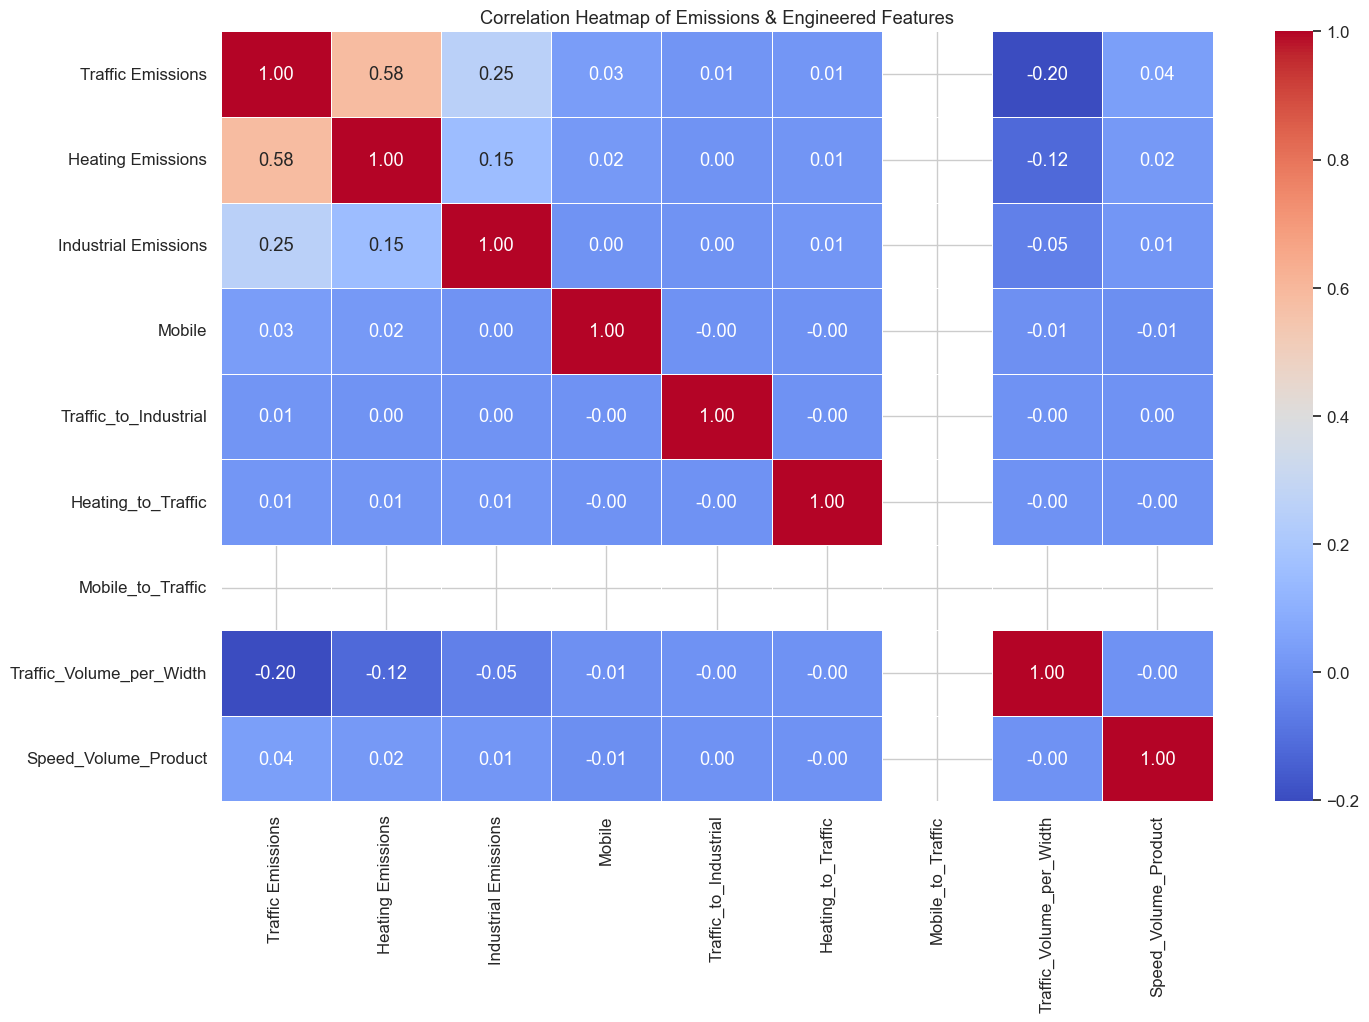 Correlation Heatmap of Emissions & Engineered Features
Traffic Emissions 1.00 0.58 0.25 0.03 0.01 0.01 -0.20 0.04
Heating Emissions 0.58 1.00 0.15 0.02 0.00 0.01 -0.12 0.02
Industrial Emissions 0.25 0.15 1.00 0.00 0.00 0.01 -0.05 0.01
Mobile 0.03 0.02 0.00 1.00 -0.00 -0.00 -0.01 -0.01
Traffic_to_Industrial 0.01 0.00 0.00 -0.00 1.00 -0.00 -0.00 0.00
Heating_to_Traffic 0.01 0.01 0.01 -0.00 -0.00 1.00 -0.00 -0.00
Mobile_to_Traffic
Traffic_Volume_per_Width -0.20 -0.12 -0.05 -0.01 -0.00 -0.00 1.00 -0.00
Speed_Volume_Product 0.04 0.02 0.01 -0.01 0.00 -0.00 -0.00 1.00
Traffic Emissions
Heating Emissions
Industrial Emissions
Mobile
Traffic_to_Industrial
Heating_to_Traffic
Mobile_to_Traffic
Traffic_Volume_per_Width
Speed_Volume_Product
1.0
0.8
0.6
0.4
0.2
0.0
−0.2